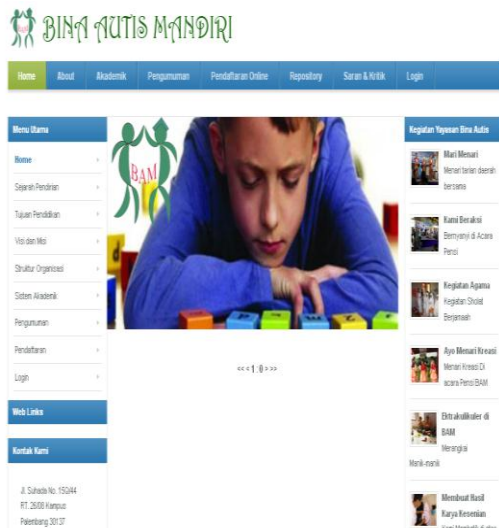 BINA AUTIS MANDIRI
Home About Akademik Pengumuman Pendaftaran Online Repository Saran & Kritik Login
Menu Utama
Home
Sejarah Pendirian
Tujuan Pendidikan
Visi dan Misi
Struktur Organisasi
Sistem Akademik
Pengumuman
Pendaftaran
Login
Web Links
Kontak Kami
Jl. Suhada No. 152/44
RT. 26/08 Kampus
Palembang 30137
BAM
<< < 1 : 8 > >>
Kegiatan Yayasan Bina Autis
Mari Menari
Menari tarian daerah
bersama
Kami Beraksi
Bernyanyi di Acara
Pensi
Kegiatan Agama
Kegiatan Sholat
Berjamaah
Ayo Menari Kreasi
Menari Kreasi Di
acara Pensi BAM
Ektrakulikuler di
BAM
Merangkai
Manik-manik
Membuat Hasil
Karya Kesenian